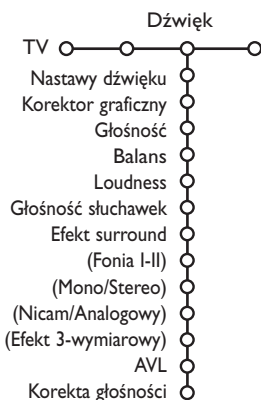 Dźwięk
TV
Nastawy dźwięku
Korektor graficzny
Głośność
Balans
Loudness
Głośność słuchawek
Efekt surround
(Fonia I-II)
(Mono/Stereo)
(Nicam/Analogowy)
(Efekt 3-wymiarowy)
AVL
Korekta głośności